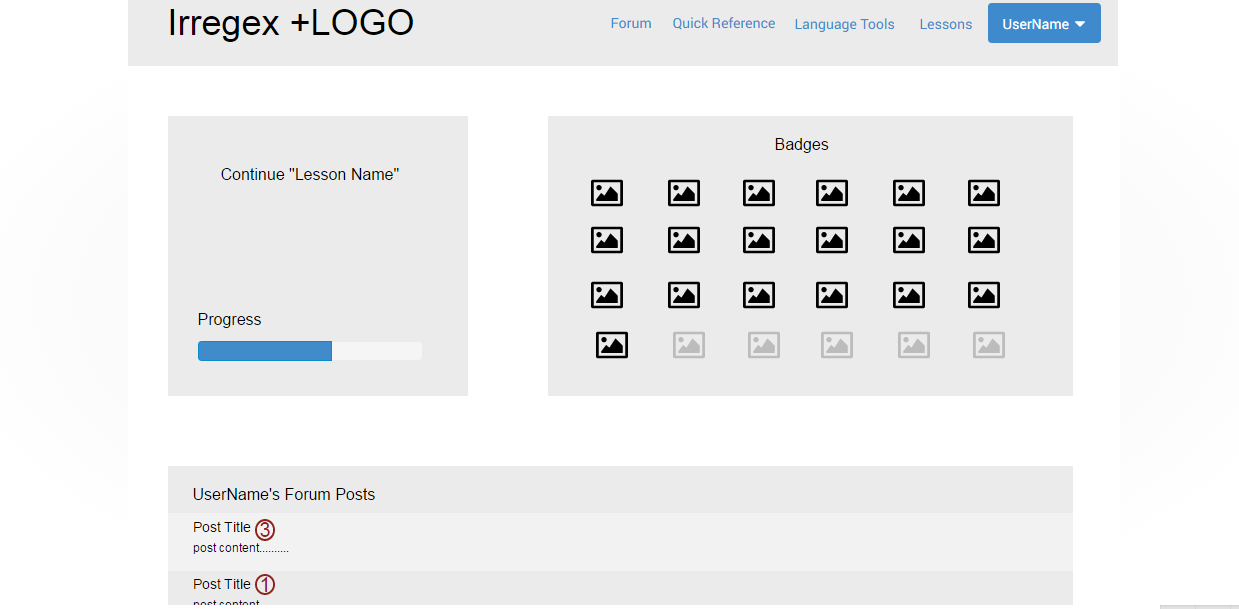 Irregex +LOGO
Forum Quick Reference Language Tools Lessons UserName
Continue "Lesson Name"
Progress
Badges
UserName's Forum Posts
Post Title 3
post content..........
Post Title 1
post content